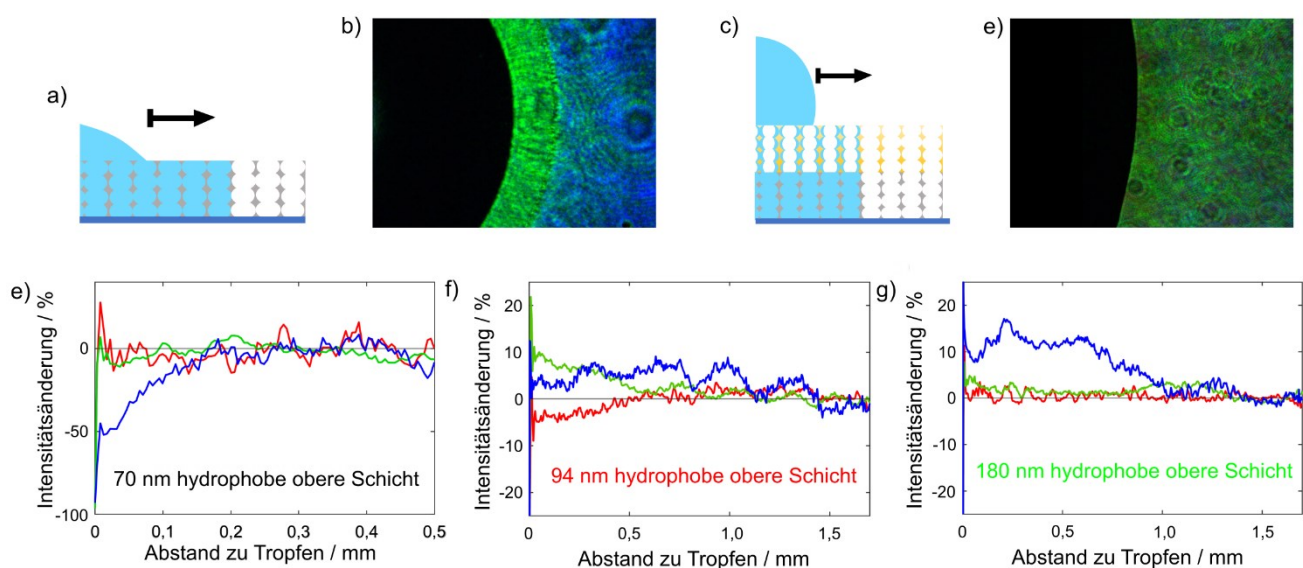 a)
b)
c)
e)
e)
Intensitätsänderung / %
0
-50
-100
70 nm hydrophobe obere Schicht
0
0,1
0,2
0,3
0,4
0,5
Abstand zu Tropfen / mm
f)
Intensitätsänderung / %
20
10
0
-10
-20
94 nm hydrophobe obere Schicht
0
0,5
1,0
1,5
Abstand zu Tropfen / mm
g)
Intensitätsänderung / %
20
10
0
-10
-20
180 nm hydrophobe obere Schicht
0
0,5
1,0
1,5
Abstand zu Tropfen / mm